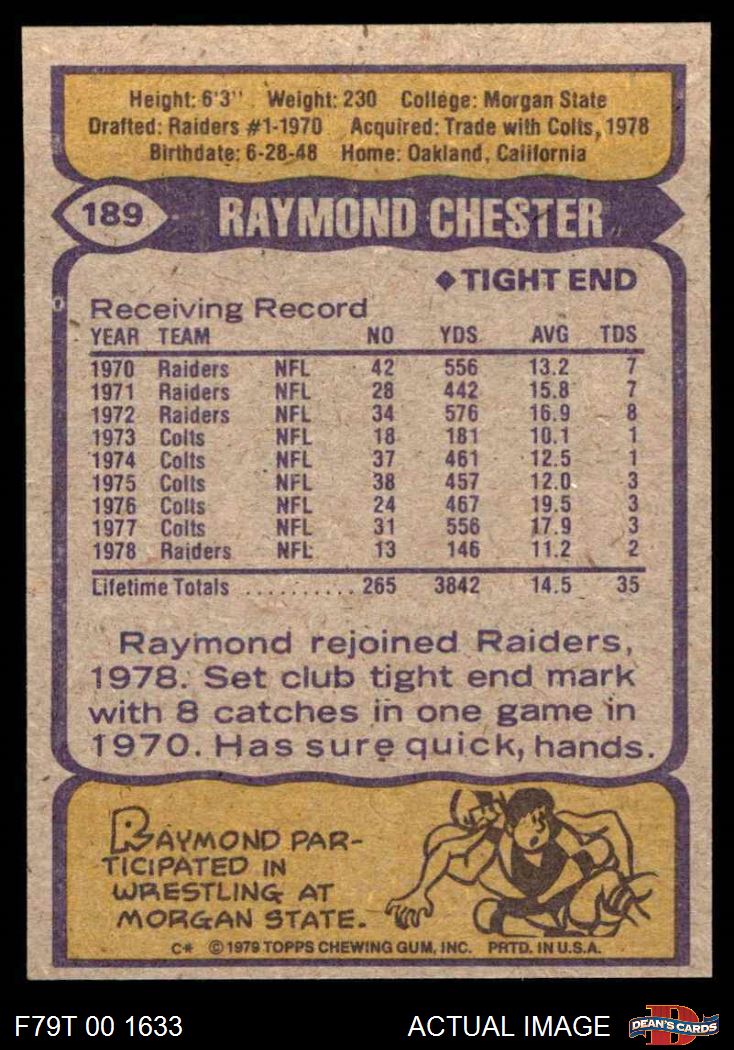 Height: 6'3" Weight: 230 College: Morgan State
Drafted: Raiders #1-1970 Acquired: Trade with Colts, 1978
Birthdate: 6-28-48 Home: Oakland, California
189 RAYMOND CHESTER
◆ TIGHT END
Receiving Record
YEAR TEAM NO YDS AVG TDS
1970 Raiders NFL 42 556 13.2 7
1971 Raiders NFL 28 442 15.8 7
1972 Raiders NFL 34 576 16.9 8
1973 Colts NFL 18 181 10.1 1
1974 Colts NFL 37 461 12.5 1
1975 Colts NFL 38 457 12.0 3
1976 Colts NFL 24 467 19.5 3
1977 Colts NFL 31 556 17.9 3
1978 Raiders NFL 13 146 11.2 2
Lifetime Totals .......... 265 3842 14.5 35
Raymond rejoined Raiders,
1978. Set club tight end mark
with 8 catches in one game in
1970. Has sure quick, hands.
RAYMOND PAR-
TICIPATED IN
WRESTLING AT
MORGAN STATE.
C* © 1979 TOPPS CHEWING GUM, INC. PRTD. IN U.S.A.
F79T 00 1633 ACTUAL IMAGE D DEAN'S CARDS